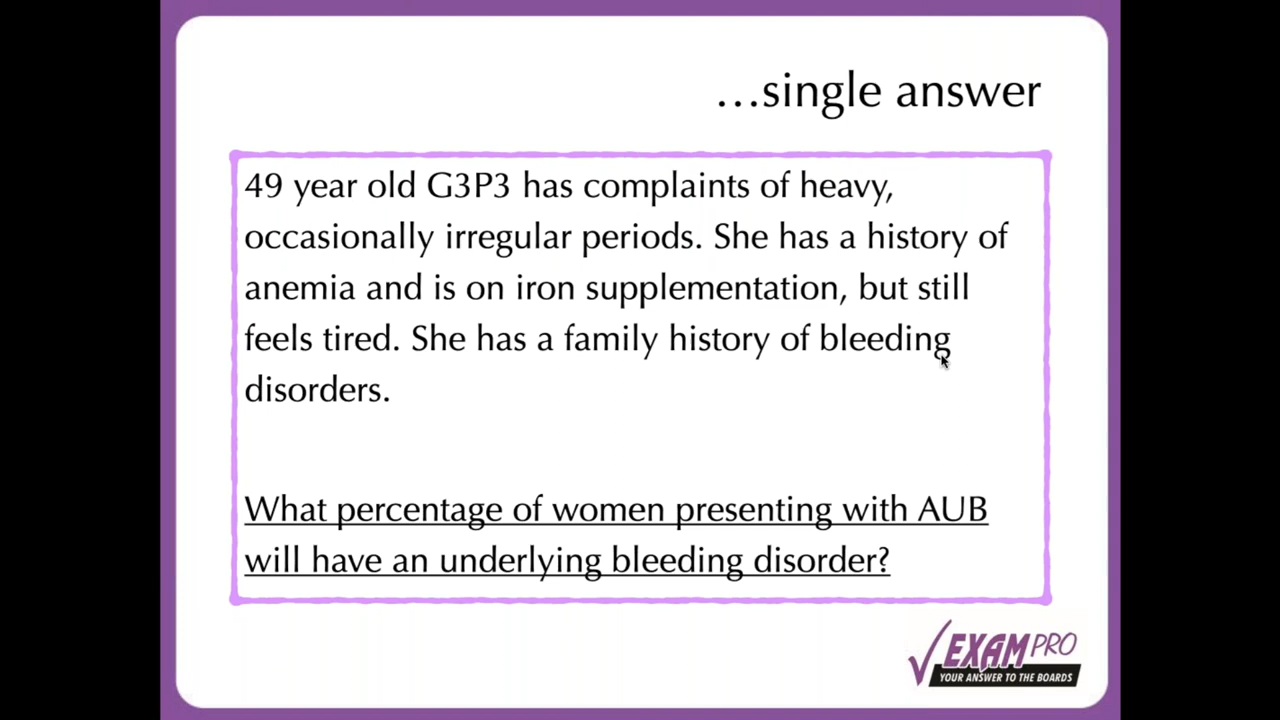 …single answer
49 year old G3P3 has complaints of heavy,
occasionally irregular periods. She has a history of
anemia and is on iron supplementation, but still
feels tired. She has a family history of bleeding
disorders.
What percentage of women presenting with AUB
will have an underlying bleeding disorder?
EXAM PRO
YOUR ANSWER TO THE BOARDS